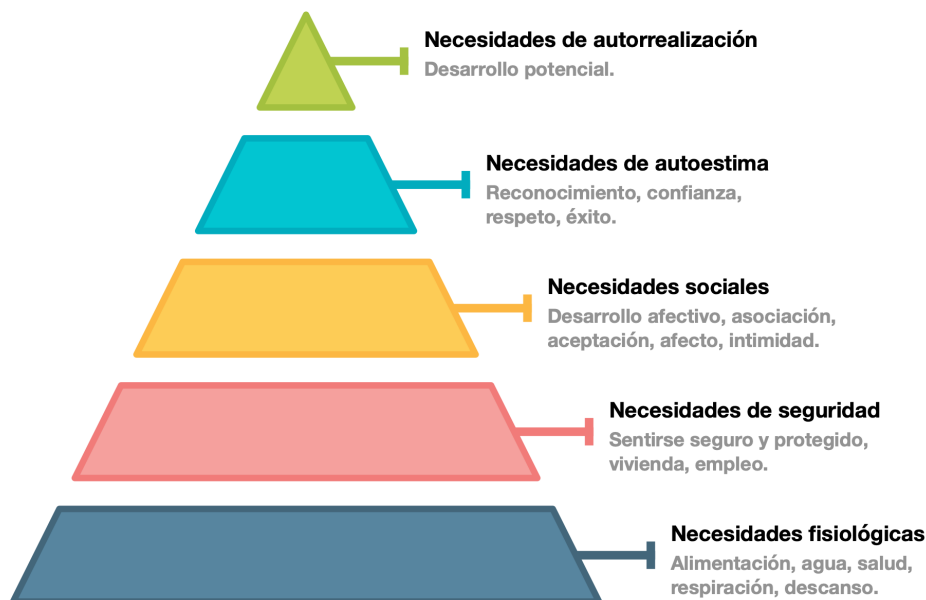 Necesidades de autorrealización
Desarrollo potencial.
Necesidades de autoestima
Reconocimiento, confianza,
respeto, éxito.
Necesidades sociales
Desarrollo afectivo, asociación,
aceptación, afecto, intimidad.
Necesidades de seguridad
Sentirse seguro y protegido,
vivienda, empleo.
Necesidades fisiológicas
Alimentación, agua, salud,
respiración, descanso.